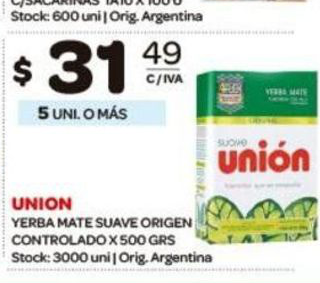 Stock: 600 uni | Orig. Argentina
$ 31 49
C/IVA
5 UNI. O MÁS
YERBA MATE
suave
unión
UNION
YERBA MATE SUAVE ORIGEN
CONTROLADO X 500 GRS
Stock: 3000 uni | Orig. Argentina